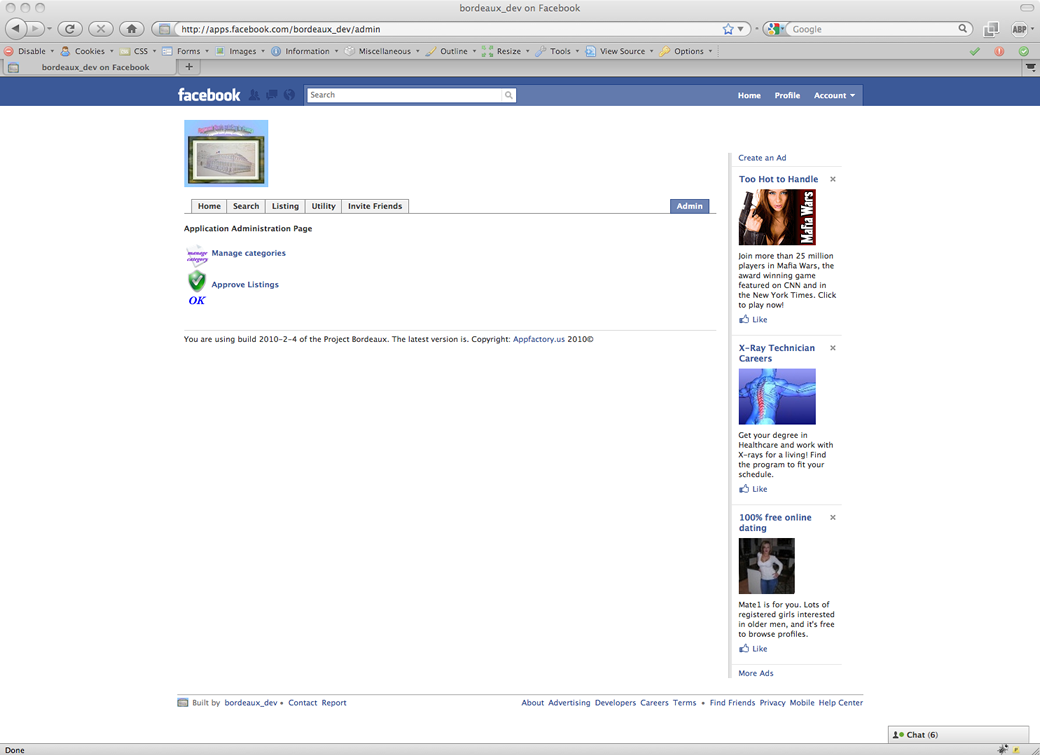 bordeaux_dev on Facebook
http://apps.facebook.com/bordeaux_dev/admin
Google
ABP
Disable Cookies CSS Forms Images Information Miscellaneous Outline Resize Tools View Source Options
bordeaux_dev on Facebook
facebook
Search
Home Profile Account
Home Search Listing Utility Invite Friends Admin
Application Administration Page
manage category
Manage categories
Approve Listings
OK
You are using build 2010-2-4 of the Project Bordeaux. The latest version is. Copyright: Appfactory.us 2010©
Create an Ad
Too Hot to Handle
Mafia Wars
Join more than 25 million
players in Mafia Wars, the
award winning game
featured on CNN and in
the New York Times. Click
to play now!
Like
X-Ray Technician
Careers
Get your degree in
Healthcare and work with
X-rays for a living! Find
the program to fit your
schedule.
Like
100% free online
dating
Mate1 is for you. Lots of
registered girls interested
in older men, and it's free
to browse profiles.
Like
More Ads
Built by bordeaux_dev • Contact Report
About Advertising Developers Careers Terms • Find Friends Privacy Mobile Help Center
Chat (6)
Done